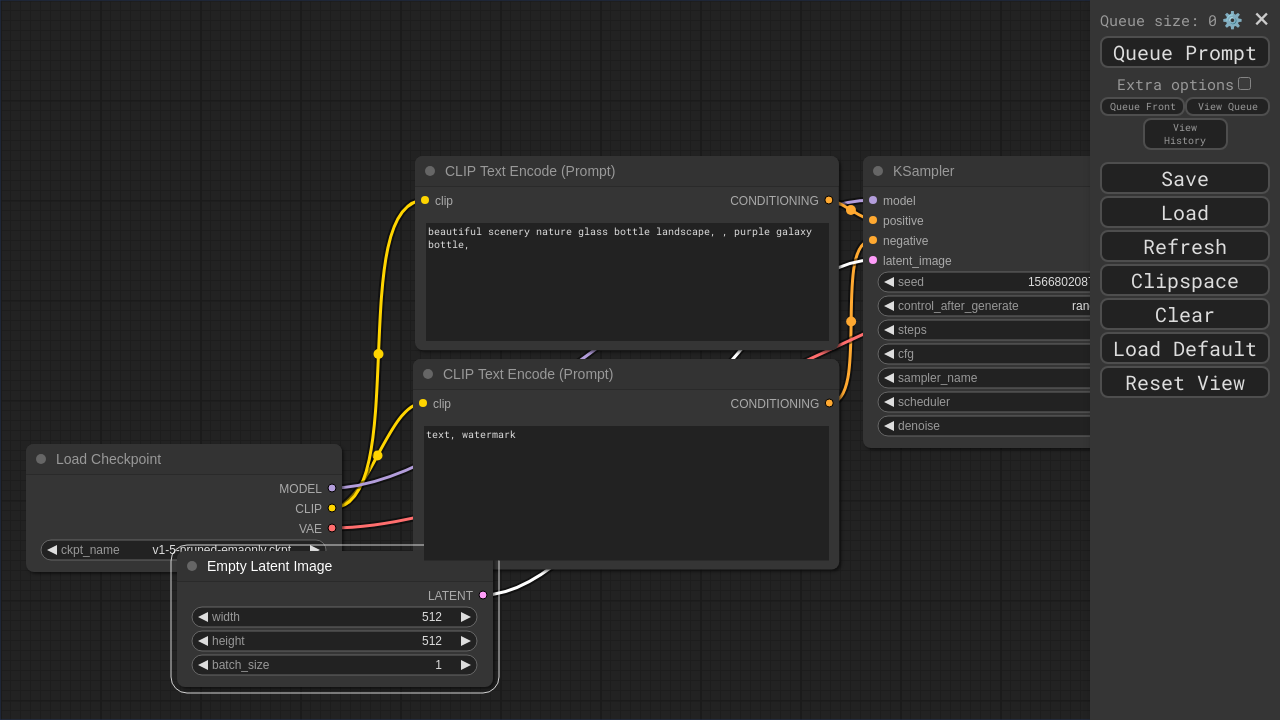 Queue size: 0
Queue Prompt
Extra options
Queue Front
View Queue
View
History
Save
Load
Refresh
Clipspace
Clear
Load Default
Reset View
CLIP Text Encode (Prompt)
clip
CONDITIONING
beautiful scenery nature glass bottle landscape, , purple galaxy
bottle,
KSampler
model
positive
negative
latent_image
seed 1566802087
control_after_generate ran
steps
cfg
sampler_name
scheduler
denoise
CLIP Text Encode (Prompt)
clip
CONDITIONING
text, watermark
Load Checkpoint
MODEL
CLIP
VAE
ckpt_name v1-5-pruned-emaonly.ckpt
Empty Latent Image
LATENT
width 512
height 512
batch_size 1